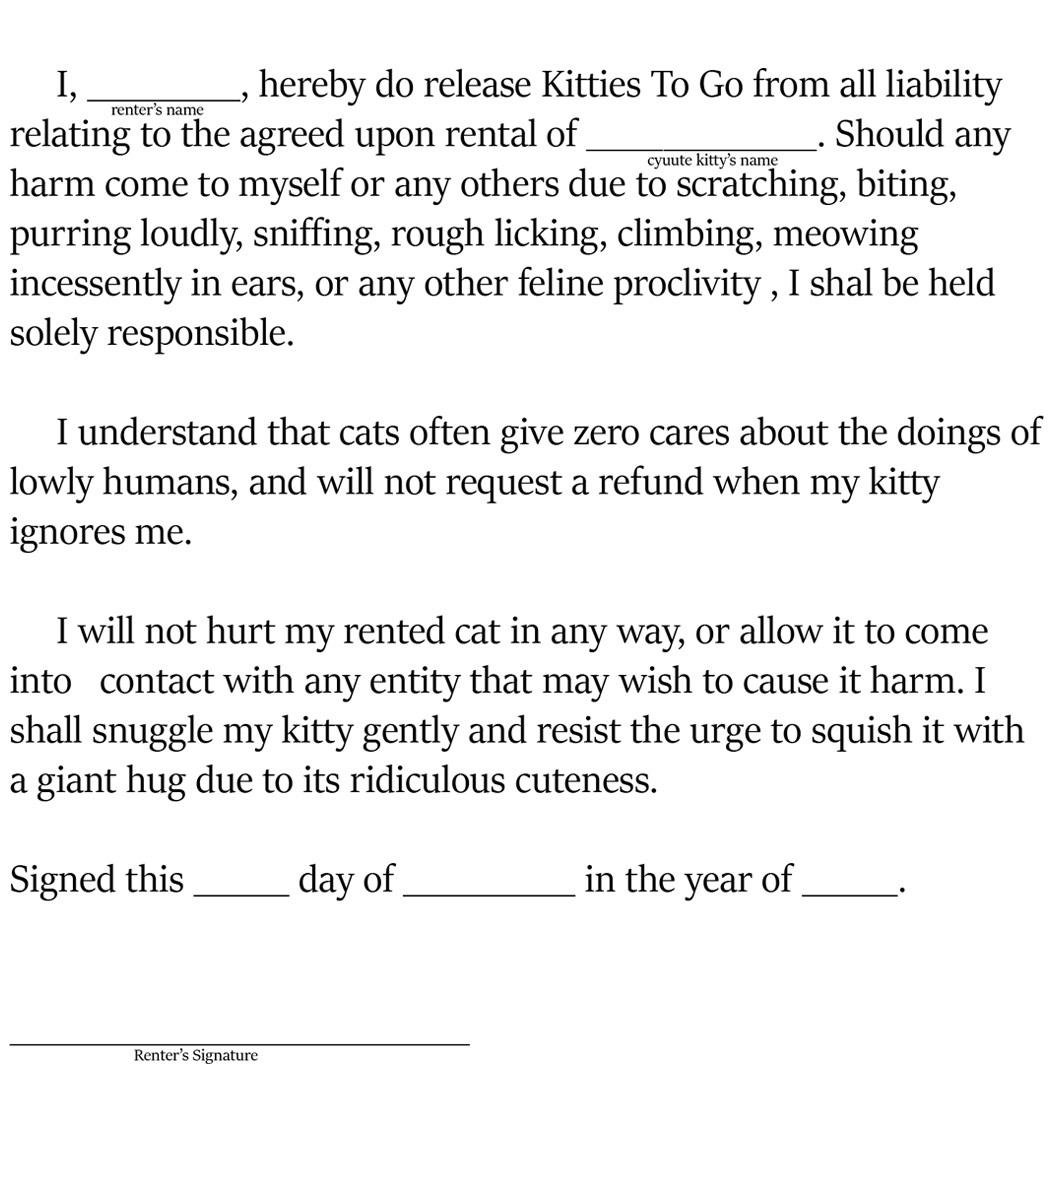 I, ________, hereby do release Kitties To Go from all liability
renter's name
relating to the agreed upon rental of ____________. Should any
cyuute kitty's name
harm come to myself or any others due to scratching, biting,
purring loudly, sniffing, rough licking, climbing, meowing
incessently in ears, or any other feline proclivity , I shal be held
solely responsible.
I understand that cats often give zero cares about the doings of
lowly humans, and will not request a refund when my kitty
ignores me.
I will not hurt my rented cat in any way, or allow it to come
into   contact with any entity that may wish to cause it harm. I
shall snuggle my kitty gently and resist the urge to squish it with
a giant hug due to its ridiculous cuteness.
Signed this _____ day of _________ in the year of _____.
Renter's Signature